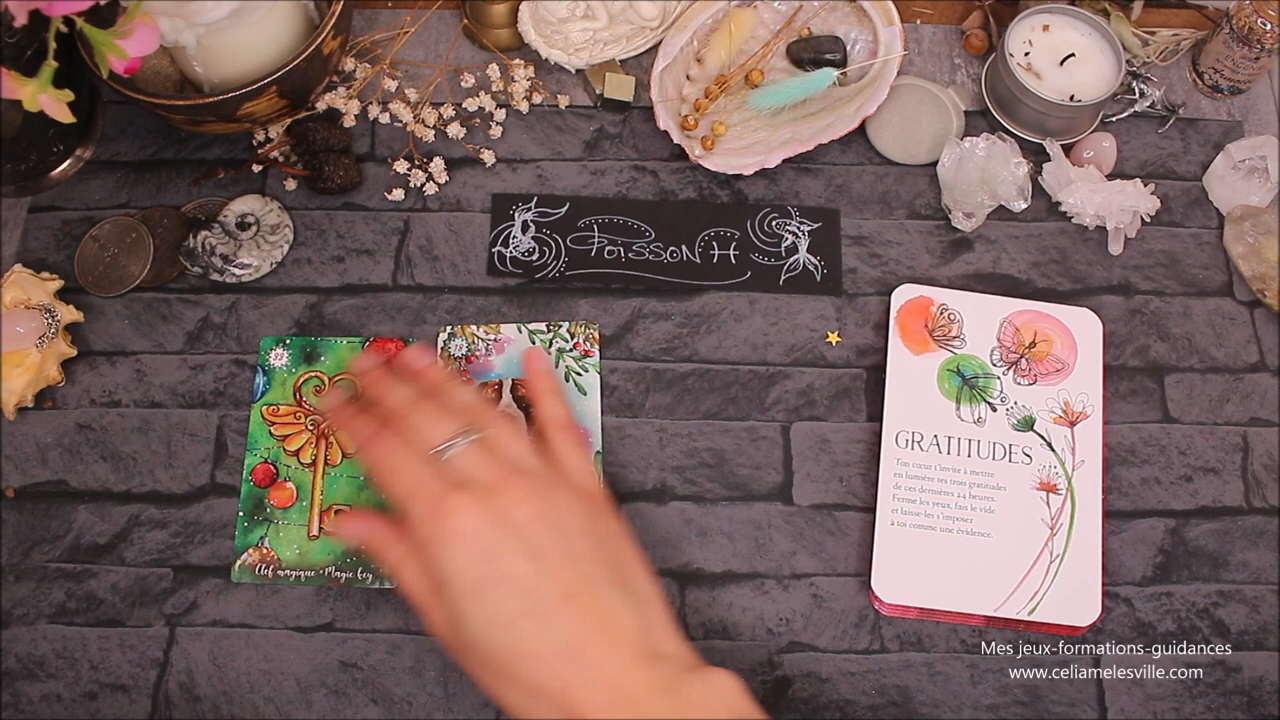 Poisson H
GRATITUDES
Ton cœur t'invite à mettre
en lumière tes trois gratitudes
de ces dernières 24 heures.
Ferme les yeux, fais le vide
et laisse-les s'imposer
à toi comme une évidence.
Clef magique • Magic key
Mes jeux-formations-guidances
www.celiamelesville.com